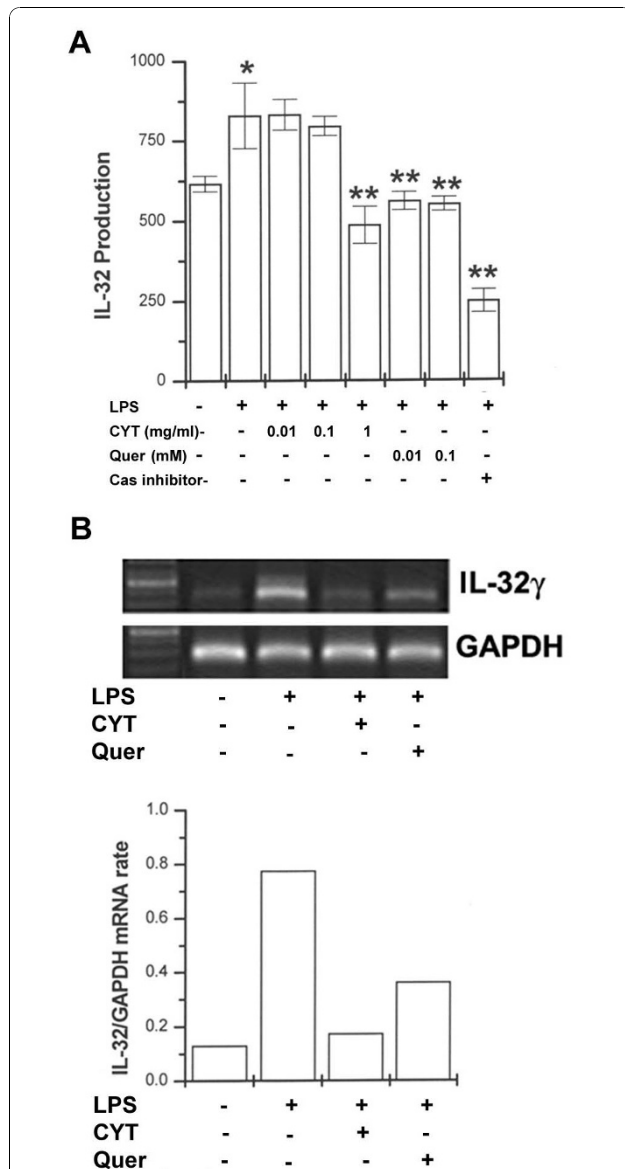 A
1000
750
500
250
0
IL-32 Production
* ** ** ** **
LPS - + + + + + + +
CYT (mg/ml)- - 0.01 0.1 1 - - -
Quer (mM) - - - - - 0.01 0.1 -
Cas inhibitor- - - - - - - +
B
IL-32γ
GAPDH
LPS - + + +
CYT - - + -
Quer - - - +
1.0
0.8
0.6
0.4
0.2
0.0
IL-32/GAPDH mRNA rate
LPS - + + +
CYT - - + -
Quer - - - +